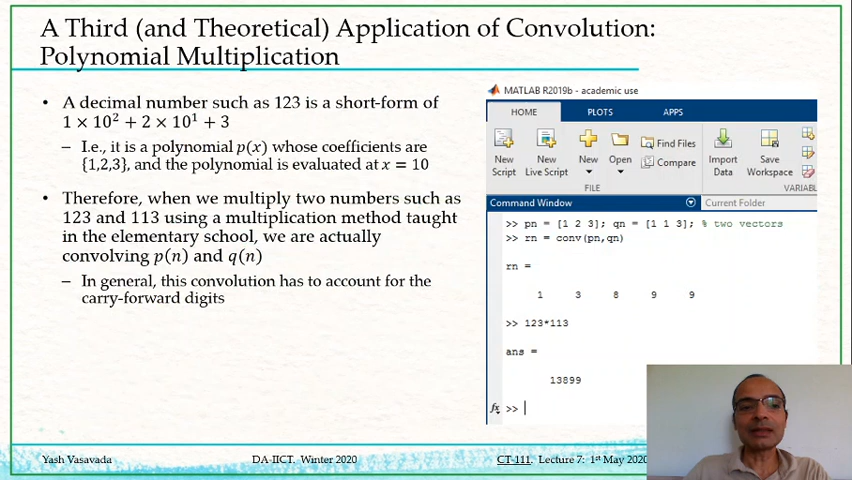 A Third (and Theoretical) Application of Convolution:
Polynomial Multiplication
• A decimal number such as 123 is a short-form of
1 × 10² + 2 × 10¹ + 3
– I.e., it is a polynomial p(x) whose coefficients are
{1,2,3}, and the polynomial is evaluated at x = 10
• Therefore, when we multiply two numbers such as
123 and 113 using a multiplication method taught
in the elementary school, we are actually
convolving p(n) and q(n)
– In general, this convolution has to account for the
carry-forward digits
MATLAB R2019b - academic use
HOME PLOTS APPS
New Script
New Live Script
New
Open
Find Files
Compare
Import Data
Save Workspace
FILE
VARIABL
Command Window
Current Folder
>> pn = [1 2 3]; qn = [1 1 3]; % two vectors
>> rn = conv(pn,qn)
rn =
1 3 8 9 9
>> 123*113
ans =
13899
fx >>
Yash Vasavada
DA-IICT. Winter 2020
CT-111, Lecture 7: 1st May 2020